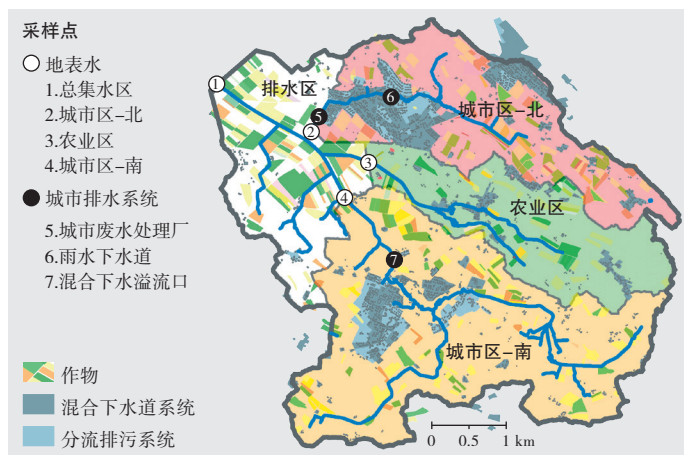 采样点
地表水
1.总集水区
2.城市区-北
3.农业区
4.城市区-南
城市排水系统
5.城市废水处理厂
6.雨水下水道
7.混合下水溢流口
作物
混合下水道系统
分流排污系统
1
排水区
6
城市区-北
5
2
3
农业区
4
7
城市区-南
0 0.5 1 km